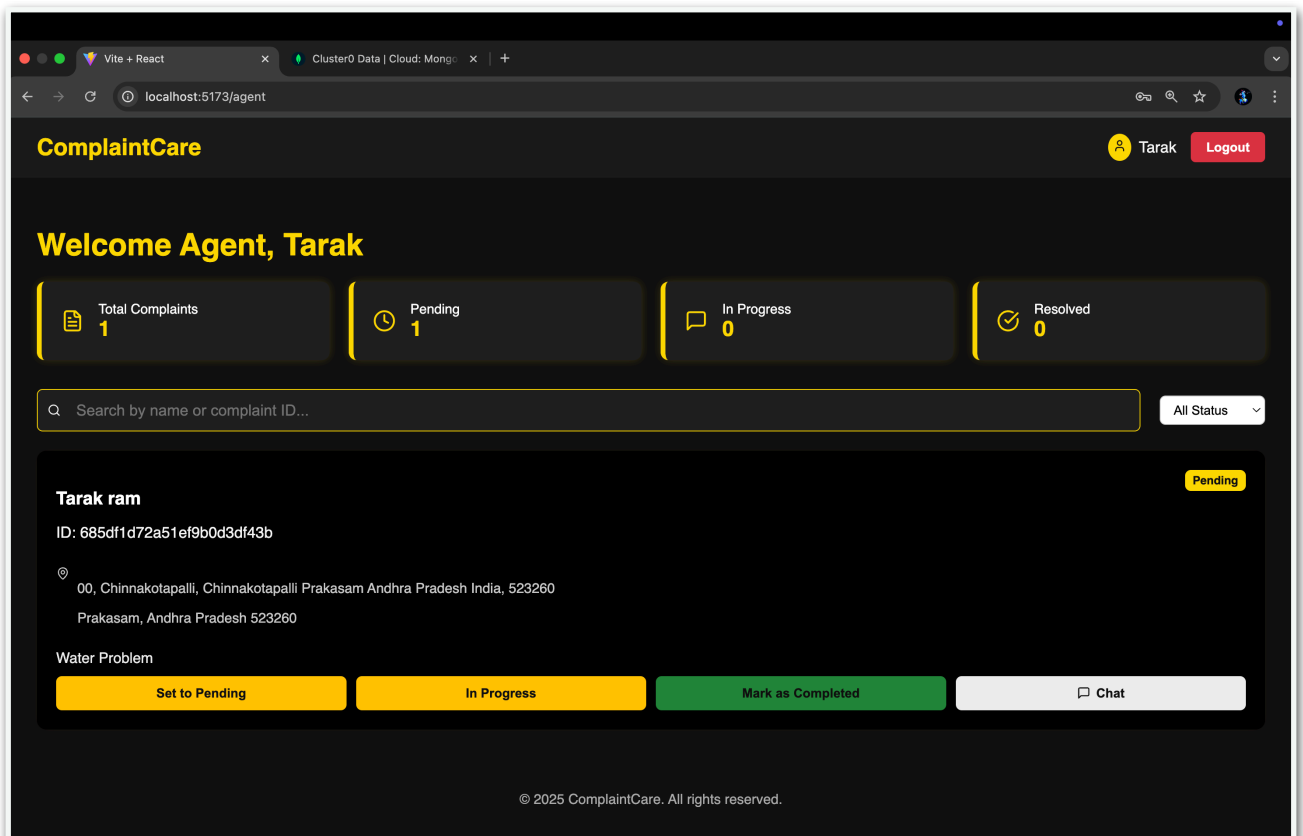 Vite + React
Cluster0 Data | Cloud: Mongo
localhost:5173/agent
ComplaintCare
Tarak
Logout
Welcome Agent, Tarak
Total Complaints
1
Pending
1
In Progress
0
Resolved
0
Search by name or complaint ID...
All Status
Pending
Tarak ram
ID: 685df1d72a51ef9b0d3df43b
00, Chinnakotapalli, Chinnakotapalli Prakasam Andhra Pradesh India, 523260
Prakasam, Andhra Pradesh 523260
Water Problem
Set to Pending
In Progress
Mark as Completed
Chat
© 2025 ComplaintCare. All rights reserved.